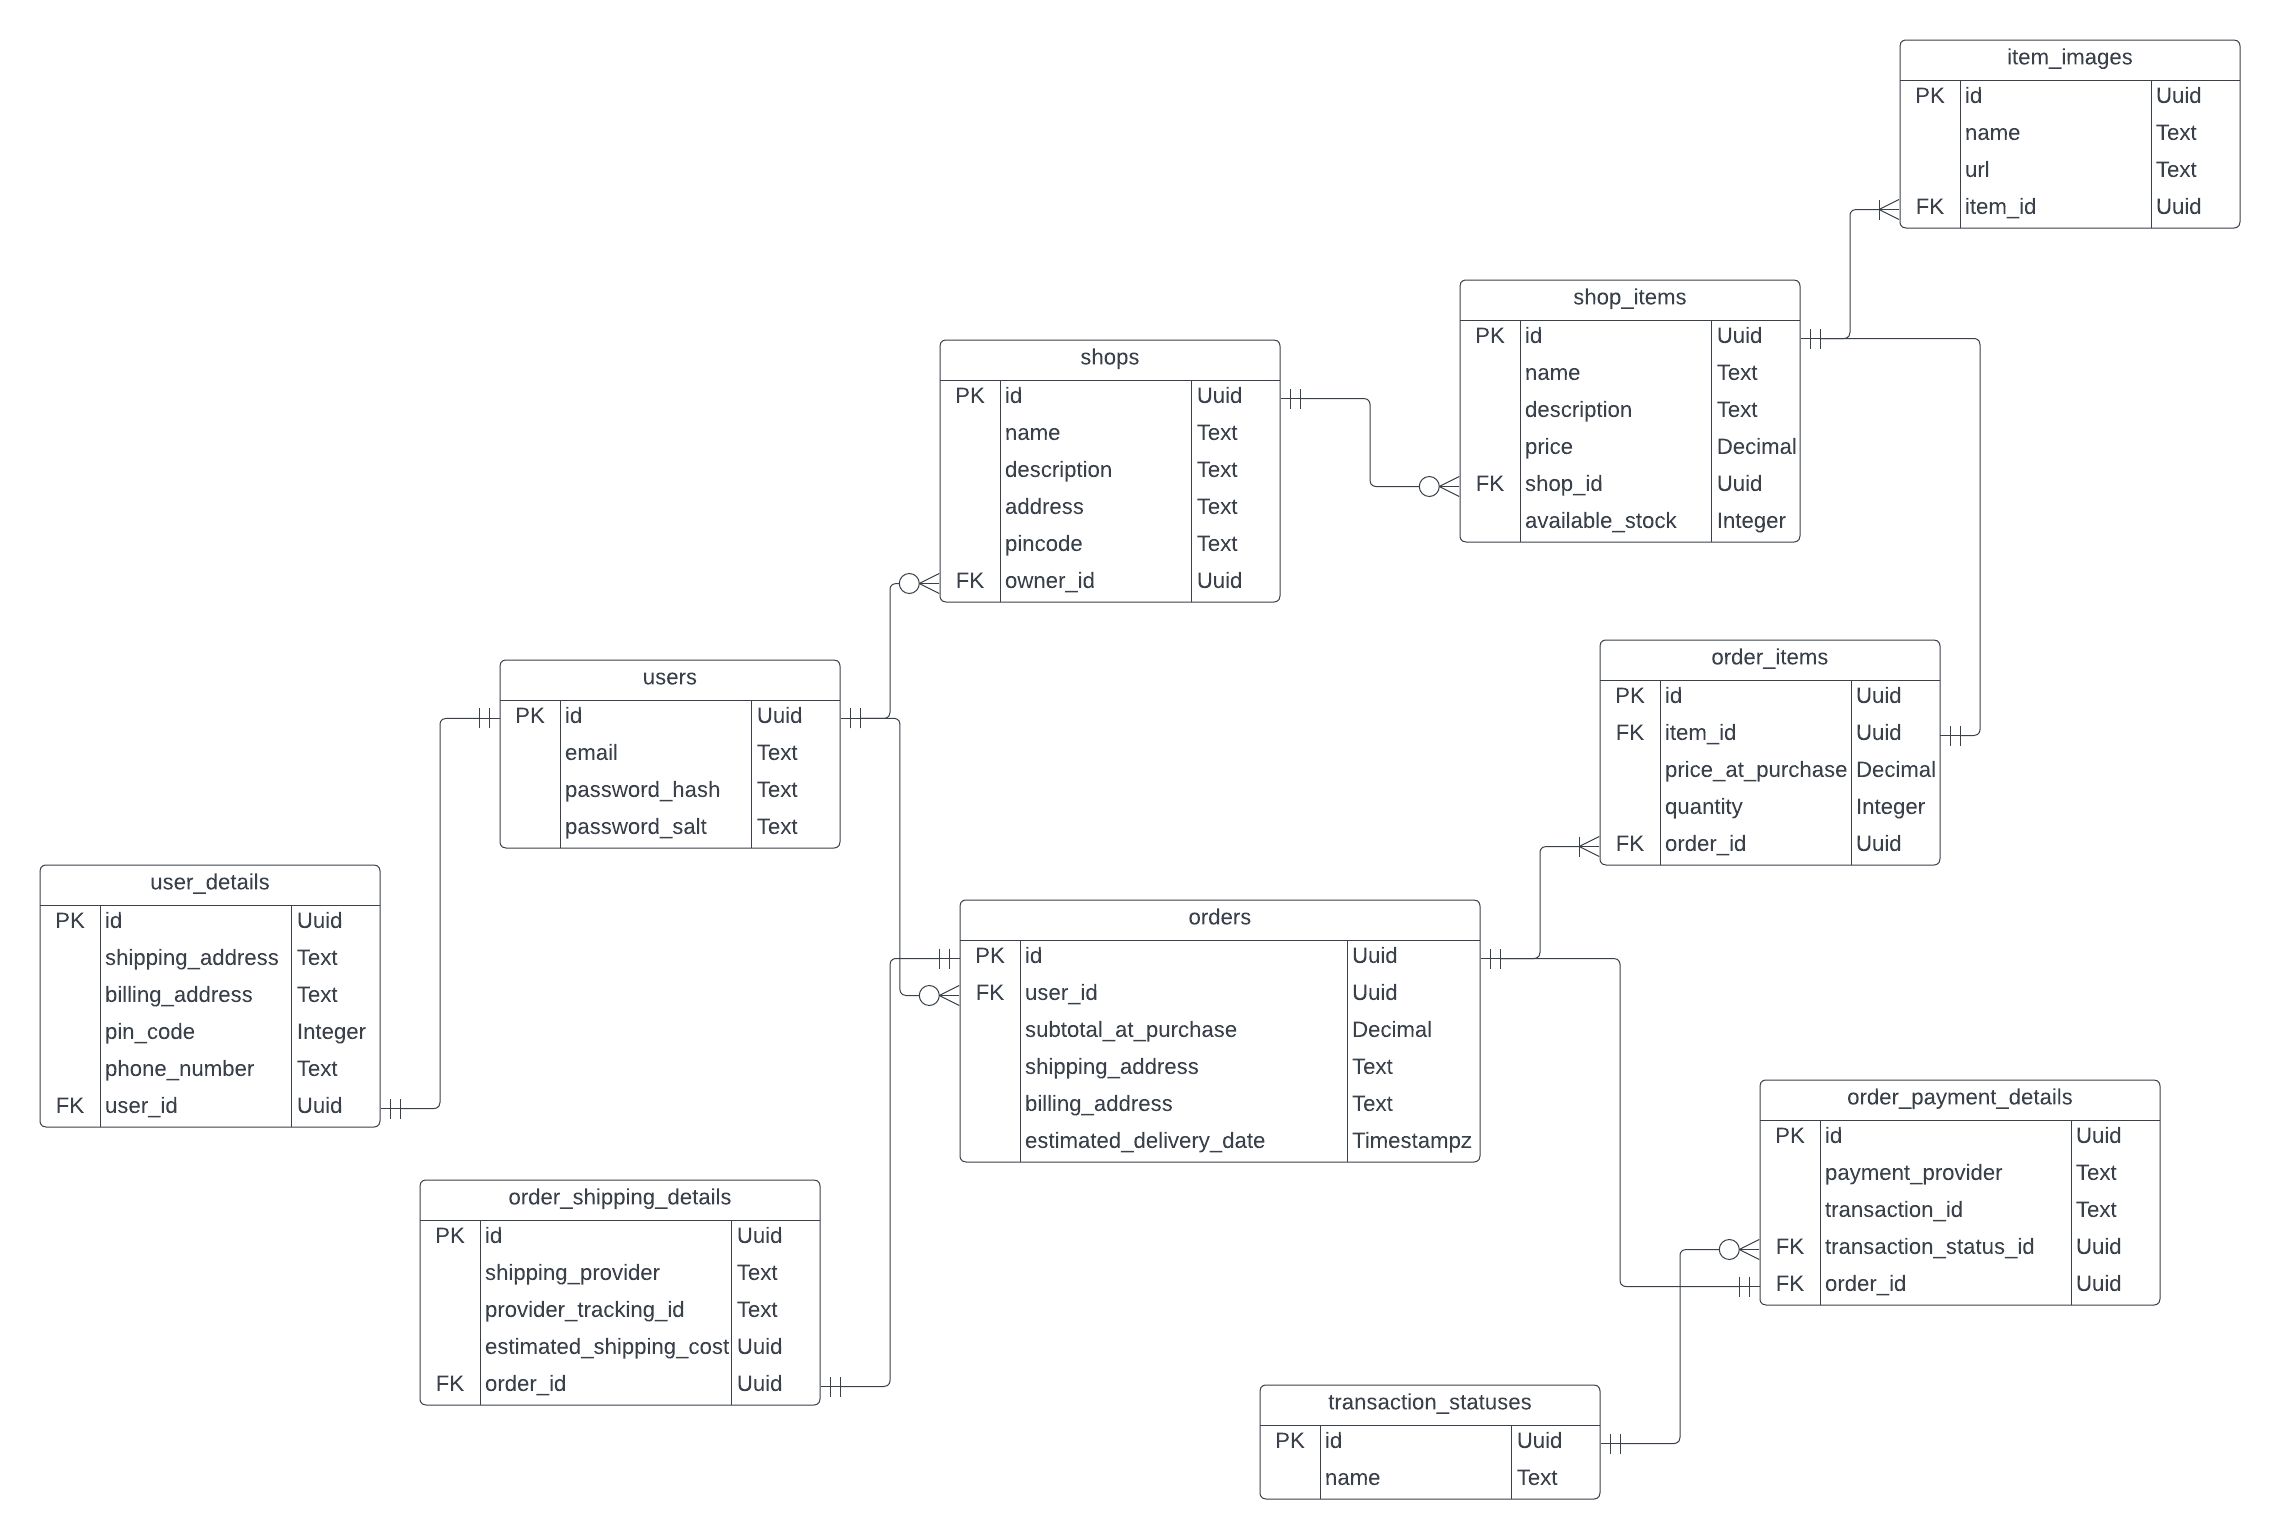 item_images
PK id Uuid
name Text
url Text
FK item_id Uuid
shop_items
PK id Uuid
name Text
description Text
price Decimal
FK shop_id Uuid
available_stock Integer
shops
PK id Uuid
name Text
description Text
address Text
pincode Text
FK owner_id Uuid
order_items
PK id Uuid
FK item_id Uuid
price_at_purchase Decimal
quantity Integer
FK order_id Uuid
users
PK id Uuid
email Text
password_hash Text
password_salt Text
user_details
PK id Uuid
shipping_address Text
billing_address Text
pin_code Integer
phone_number Text
FK user_id Uuid
orders
PK id Uuid
FK user_id Uuid
subtotal_at_purchase Decimal
shipping_address Text
billing_address Text
estimated_delivery_date Timestampz
order_payment_details
PK id Uuid
payment_provider Text
transaction_id Text
FK transaction_status_id Uuid
FK order_id Uuid
order_shipping_details
PK id Uuid
shipping_provider Text
provider_tracking_id Text
estimated_shipping_cost Uuid
FK order_id Uuid
transaction_statuses
PK id Uuid
name Text